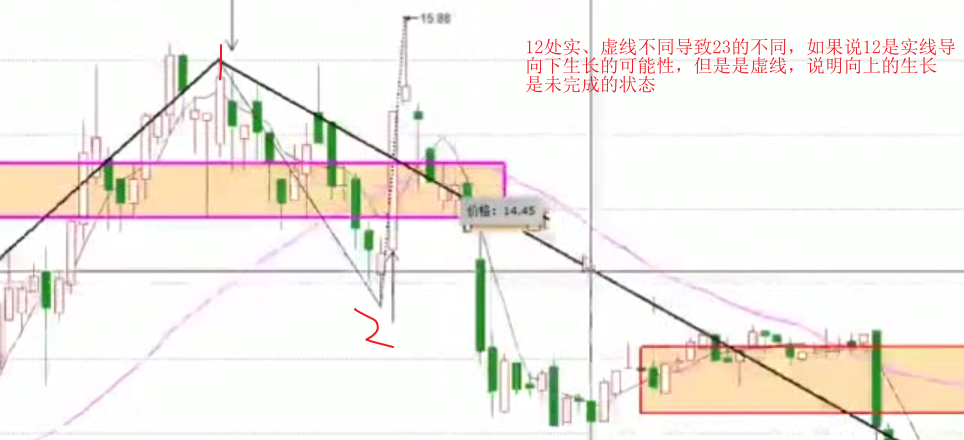 15.88
12处实、虚线不同导致23的不同，如果说12是实线导
向下生长的可能性，但是是虚线，说明向上的生长
是未完成的状态
1
价格: 14.45
2